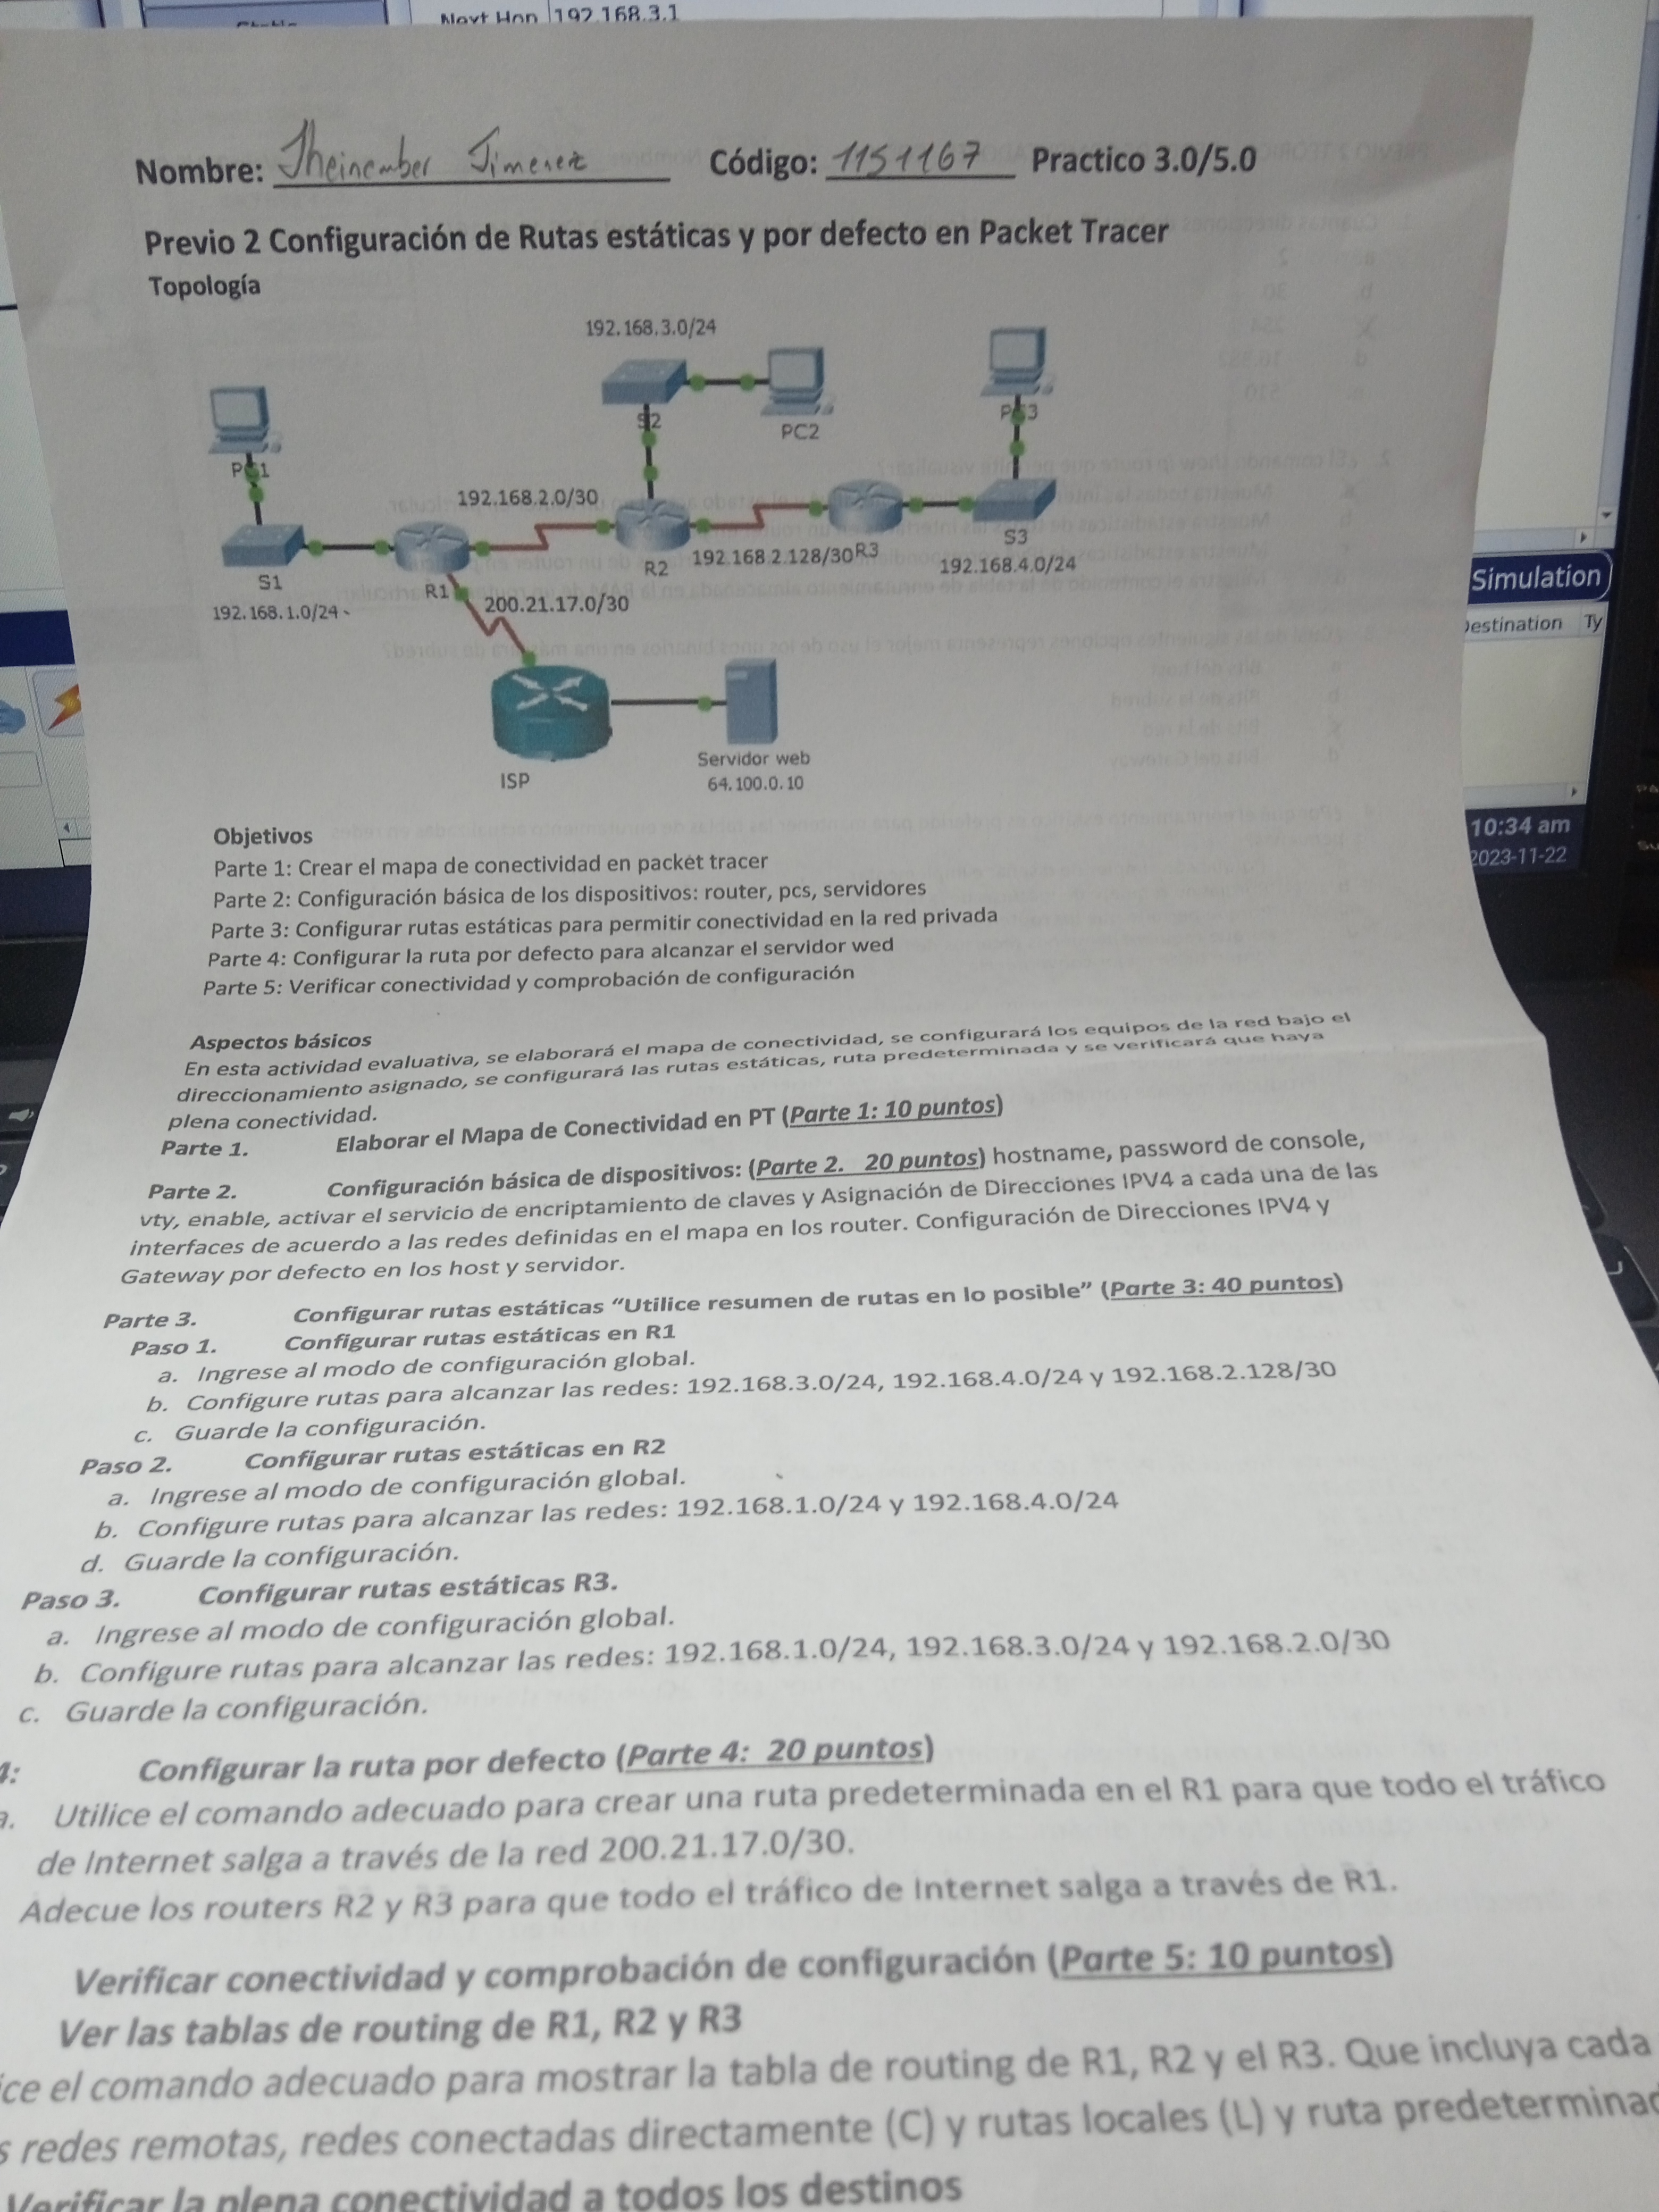 Next Hop 192.168.3.1
Nombre: Jheinember Jimenez Código: 1151167 Practico 3.0/5.0
Previo 2 Configuración de Rutas estáticas y por defecto en Packet Tracer
Topología
192.168.3.0/24
S2
PC2
PC3
PC1
192.168.2.0/30
S1
192.168.1.0/24
R1
R2
192.168.2.128/30
R3
S3
192.168.4.0/24
200.21.17.0/30
ISP
Servidor web
64.100.0.10
Simulation
Destination Ty
10:34 am
2023-11-22
Objetivos
Parte 1: Crear el mapa de conectividad en packet tracer
Parte 2: Configuración básica de los dispositivos: router, pcs, servidores
Parte 3: Configurar rutas estáticas para permitir conectividad en la red privada
Parte 4: Configurar la ruta por defecto para alcanzar el servidor wed
Parte 5: Verificar conectividad y comprobación de configuración
Aspectos básicos
En esta actividad evaluativa, se elaborará el mapa de conectividad, se configurará los equipos de la red bajo el
direccionamiento asignado, se configurará las rutas estáticas, ruta predeterminada y se verificará que haya
plena conectividad.
Parte 1. Elaborar el Mapa de Conectividad en PT (Parte 1: 10 puntos)
Parte 2. Configuración básica de dispositivos: (Parte 2. 20 puntos) hostname, password de console,
vty, enable, activar el servicio de encriptamiento de claves y Asignación de Direcciones IPV4 a cada una de las
interfaces de acuerdo a las redes definidas en el mapa en los router. Configuración de Direcciones IPV4 y
Gateway por defecto en los host y servidor.
Parte 3. Configurar rutas estáticas “Utilice resumen de rutas en lo posible” (Parte 3: 40 puntos)
Paso 1. Configurar rutas estáticas en R1
a. Ingrese al modo de configuración global.
b. Configure rutas para alcanzar las redes: 192.168.3.0/24, 192.168.4.0/24 y 192.168.2.128/30
c. Guarde la configuración.
Paso 2. Configurar rutas estáticas en R2
a. Ingrese al modo de configuración global.
b. Configure rutas para alcanzar las redes: 192.168.1.0/24 y 192.168.4.0/24
d. Guarde la configuración.
Paso 3. Configurar rutas estáticas R3.
a. Ingrese al modo de configuración global.
b. Configure rutas para alcanzar las redes: 192.168.1.0/24, 192.168.3.0/24 y 192.168.2.0/30
c. Guarde la configuración.
4: Configurar la ruta por defecto (Parte 4: 20 puntos)
a. Utilice el comando adecuado para crear una ruta predeterminada en el R1 para que todo el tráfico
de Internet salga a través de la red 200.21.17.0/30.
Adecue los routers R2 y R3 para que todo el tráfico de Internet salga a través de R1.
Verificar conectividad y comprobación de configuración (Parte 5: 10 puntos)
Ver las tablas de routing de R1, R2 y R3
ice el comando adecuado para mostrar la tabla de routing de R1, R2 y el R3. Que incluya cada
s redes remotas, redes conectadas directamente (C) y rutas locales (L) y ruta predeterminad
Verificar la plena conectividad a todos los destinos